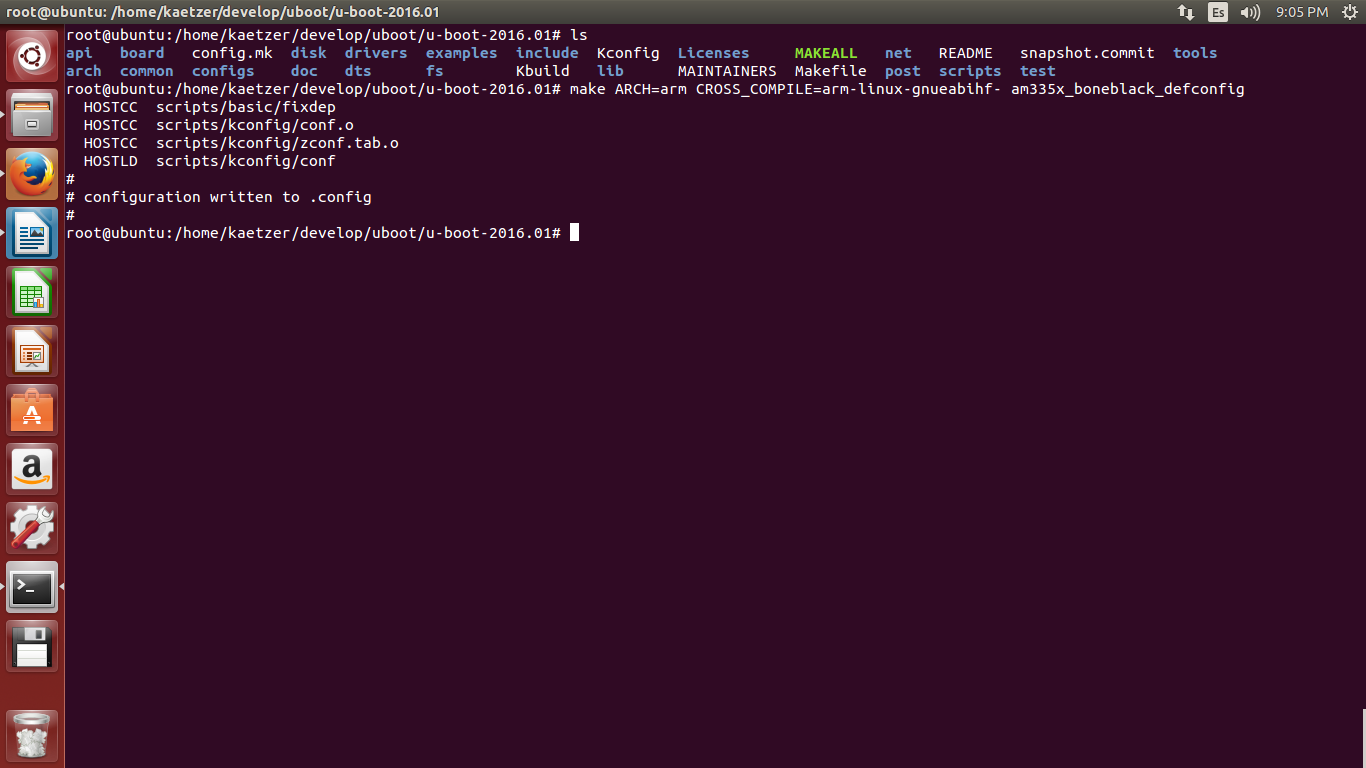 root@ubuntu: /home/kaetzer/develop/uboot/u-boot-2016.01
Es
9:05 PM
root@ubuntu:/home/kaetzer/develop/uboot/u-boot-2016.01# ls
api board config.mk disk drivers examples include Kconfig Licenses MAKEALL net README snapshot.commit tools
arch common configs doc dts fs Kbuild lib MAINTAINERS Makefile post scripts test
root@ubuntu:/home/kaetzer/develop/uboot/u-boot-2016.01# make ARCH=arm CROSS_COMPILE=arm-linux-gnueabihf- am335x_boneblack_defconfig
HOSTCC scripts/basic/fixdep
HOSTCC scripts/kconfig/conf.o
HOSTCC scripts/kconfig/zconf.tab.o
HOSTLD scripts/kconfig/conf
#
# configuration written to .config
#
root@ubuntu:/home/kaetzer/develop/uboot/u-boot-2016.01#